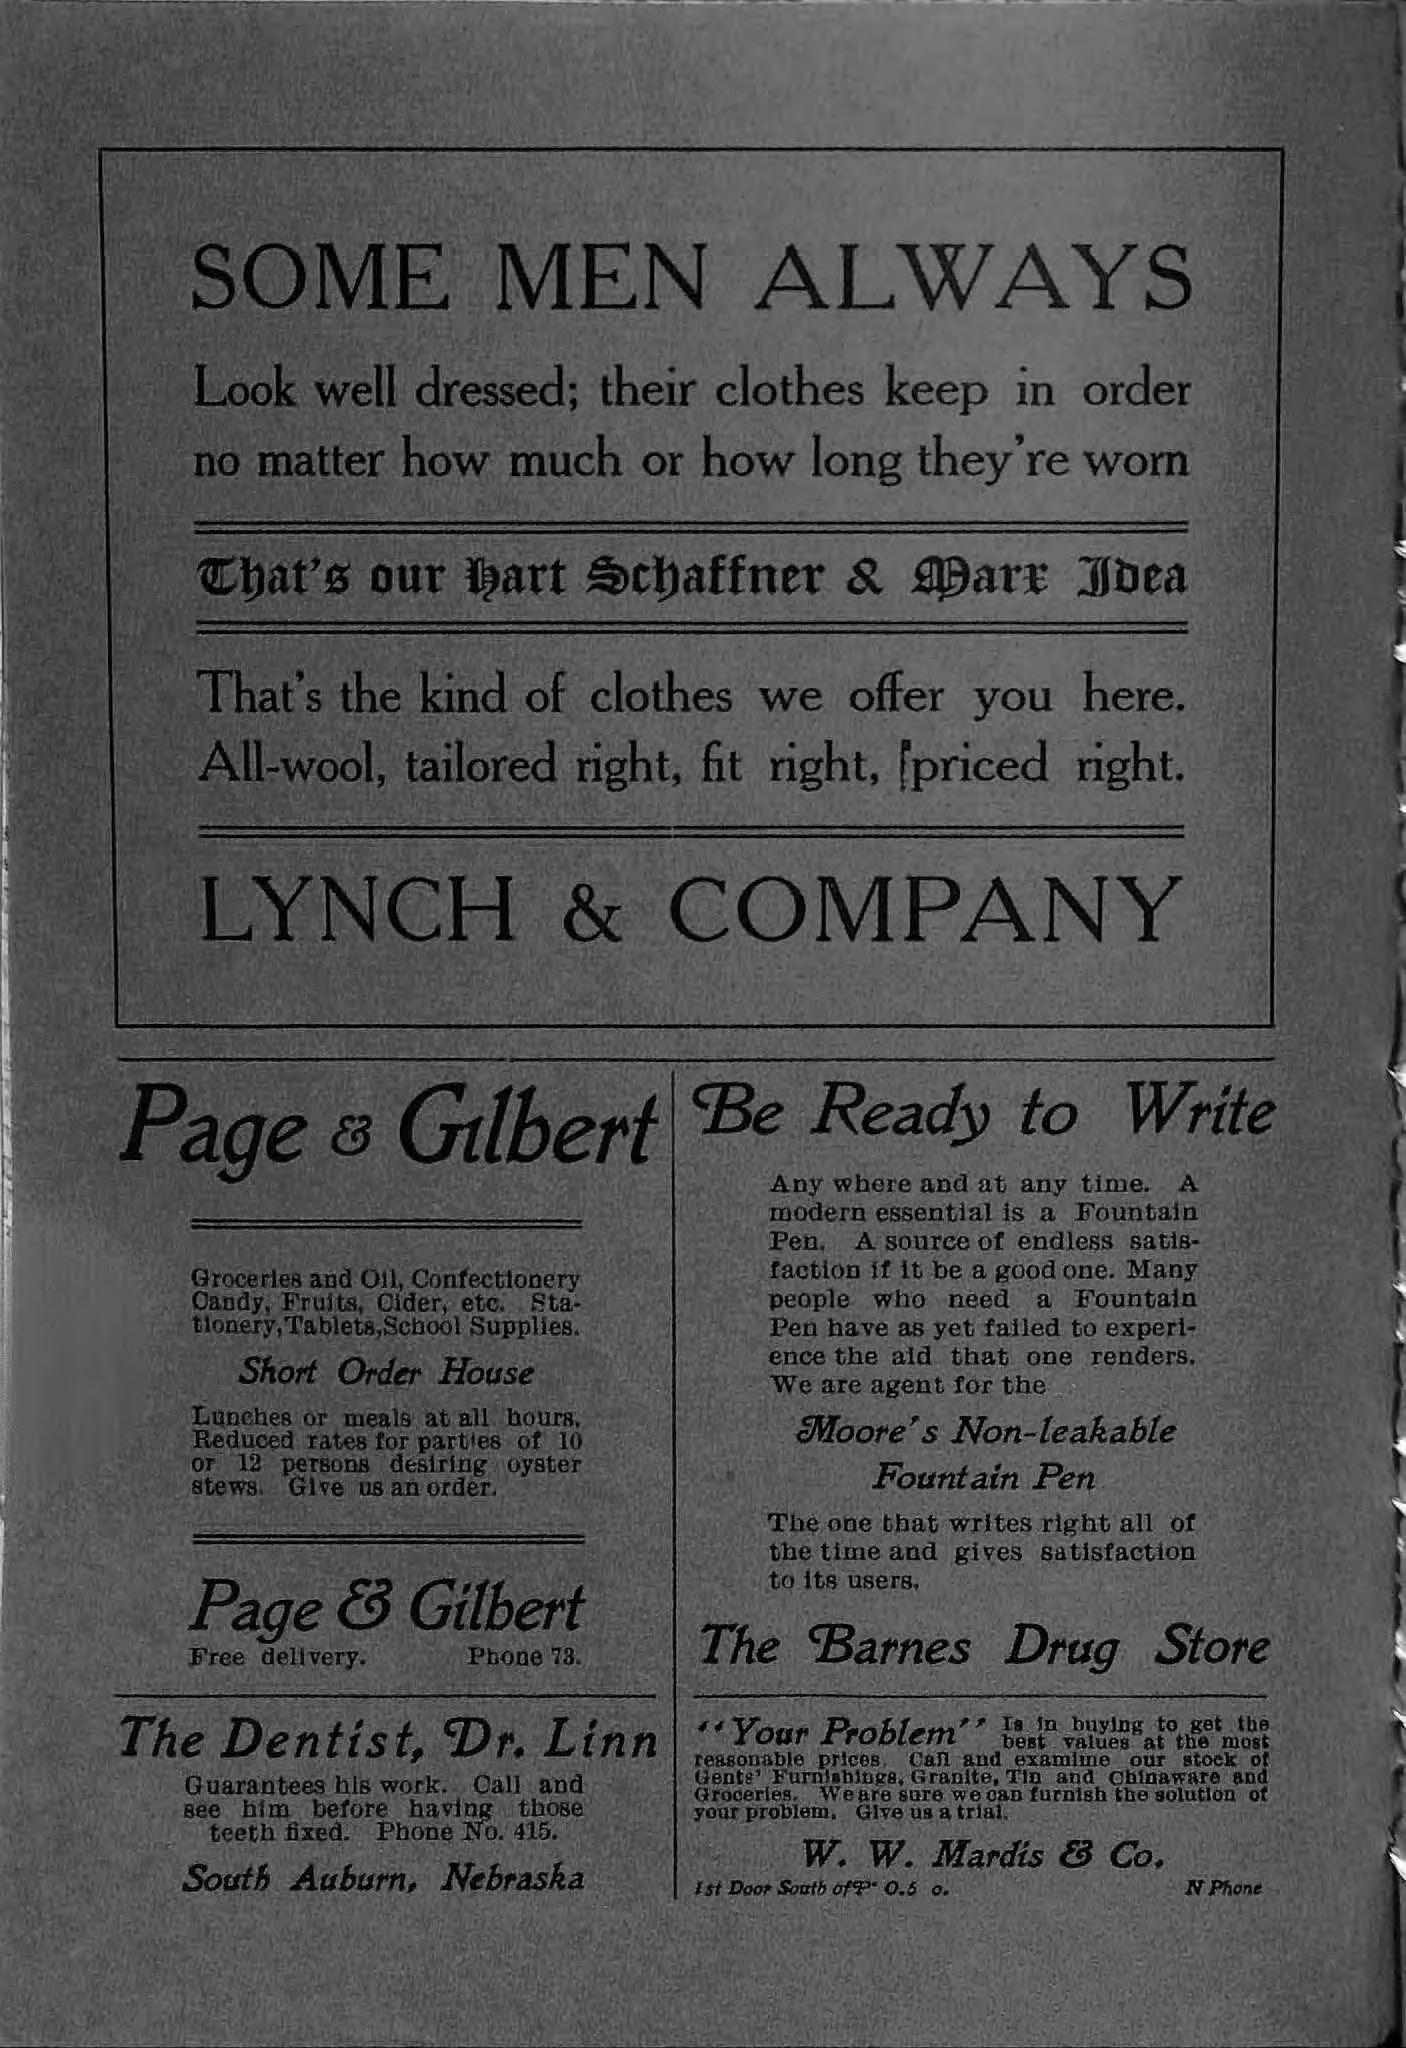 SOME MEN ALWAYS
Look well dressed; their clothes keep in order
no matter how much or how long they're worn
That's our Hart Schaffner & Marx Idea
That's the kind of clothes we offer you here.
All-wool, tailored right, fit right, [priced right.
LYNCH & COMPANY
Page & Gilbert
Groceries and Oil, Confectionery
Candy, Fruits, Cider, etc. Sta-
tionery,Tablets,School Supplies.
Short Order House
Lunches or meals at all hours,
Reduced rates for parties of 10
or 12 persons desiring oyster
stews. Give us an order.
Page & Gilbert
Free delivery. Phone 73.
The Dentist, Dr. Linn
Guarantees his work. Call and
see him before having those
teeth fixed. Phone No. 415.
South Auburn, Nebraska
Be Ready to Write
Any where and at any time. A
modern essential is a Fountain
Pen. A source of endless satis-
faction if it be a good one. Many
people who need a Fountain
Pen have as yet failed to experi-
ence the aid that one renders.
We are agent for the
Moore's Non-leakable
Fountain Pen
The one that writes right all of
the time and gives satisfaction
to its users.
The Barnes Drug Store
"Your Problem" Is in buying to get the
best values at the most
reasonable prices. Call and examime our stock of
Gents' Furnishings, Granite, Tin and Chinaware and
Groceries. We are sure we can furnish the solution of
your problem. Give us a trial.
W. W. Mardis & Co.
1st Door South of P. O. N Phone